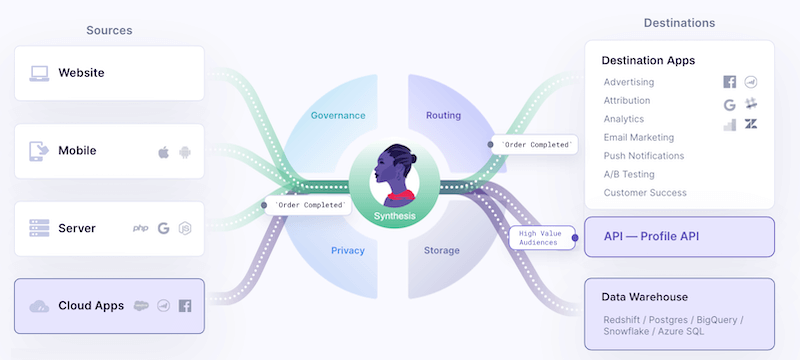 Sources
Website
Mobile
Server
php
Cloud Apps
Governance
Routing
Privacy
Storage
Synthesis
'Order Completed'
'Order Completed'
High Value
Audiences
Destinations
Destination Apps
Advertising
Attribution
Analytics
Email Marketing
Push Notifications
A/B Testing
Customer Success
API — Profile API
Data Warehouse
Redshift / Postgres / BigQuery /
Snowflake / Azure SQL